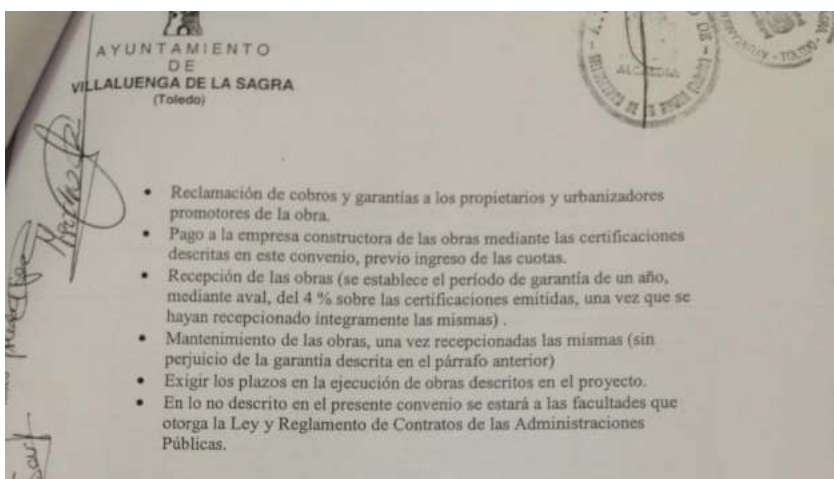 AYUNTAMIENTO
DE
VILLALUENGA DE LA SAGRA
(Toledo)
ALCALDIA
• Reclamación de cobros y garantías a los propietarios y urbanizadores
promotores de la obra.
• Pago a la empresa constructora de las obras mediante las certificaciones
descritas en este convenio, previo ingreso de las cuotas.
• Recepción de las obras (se establece el período de garantía de un año,
mediante aval, del 4 % sobre las certificaciones emitidas, una vez que se
hayan recepcionado íntegramente las mismas) .
• Mantenimiento de las obras, una vez recepcionadas las mismas (sin
perjuicio de la garantía descrita en el párrafo anterior)
• Exigir los plazos en la ejecución de obras descritos en el proyecto.
• En lo no descrito en el presente convenio se estará a las facultades que
otorga la Ley y Reglamento de Contratos de las Administraciones
Públicas.